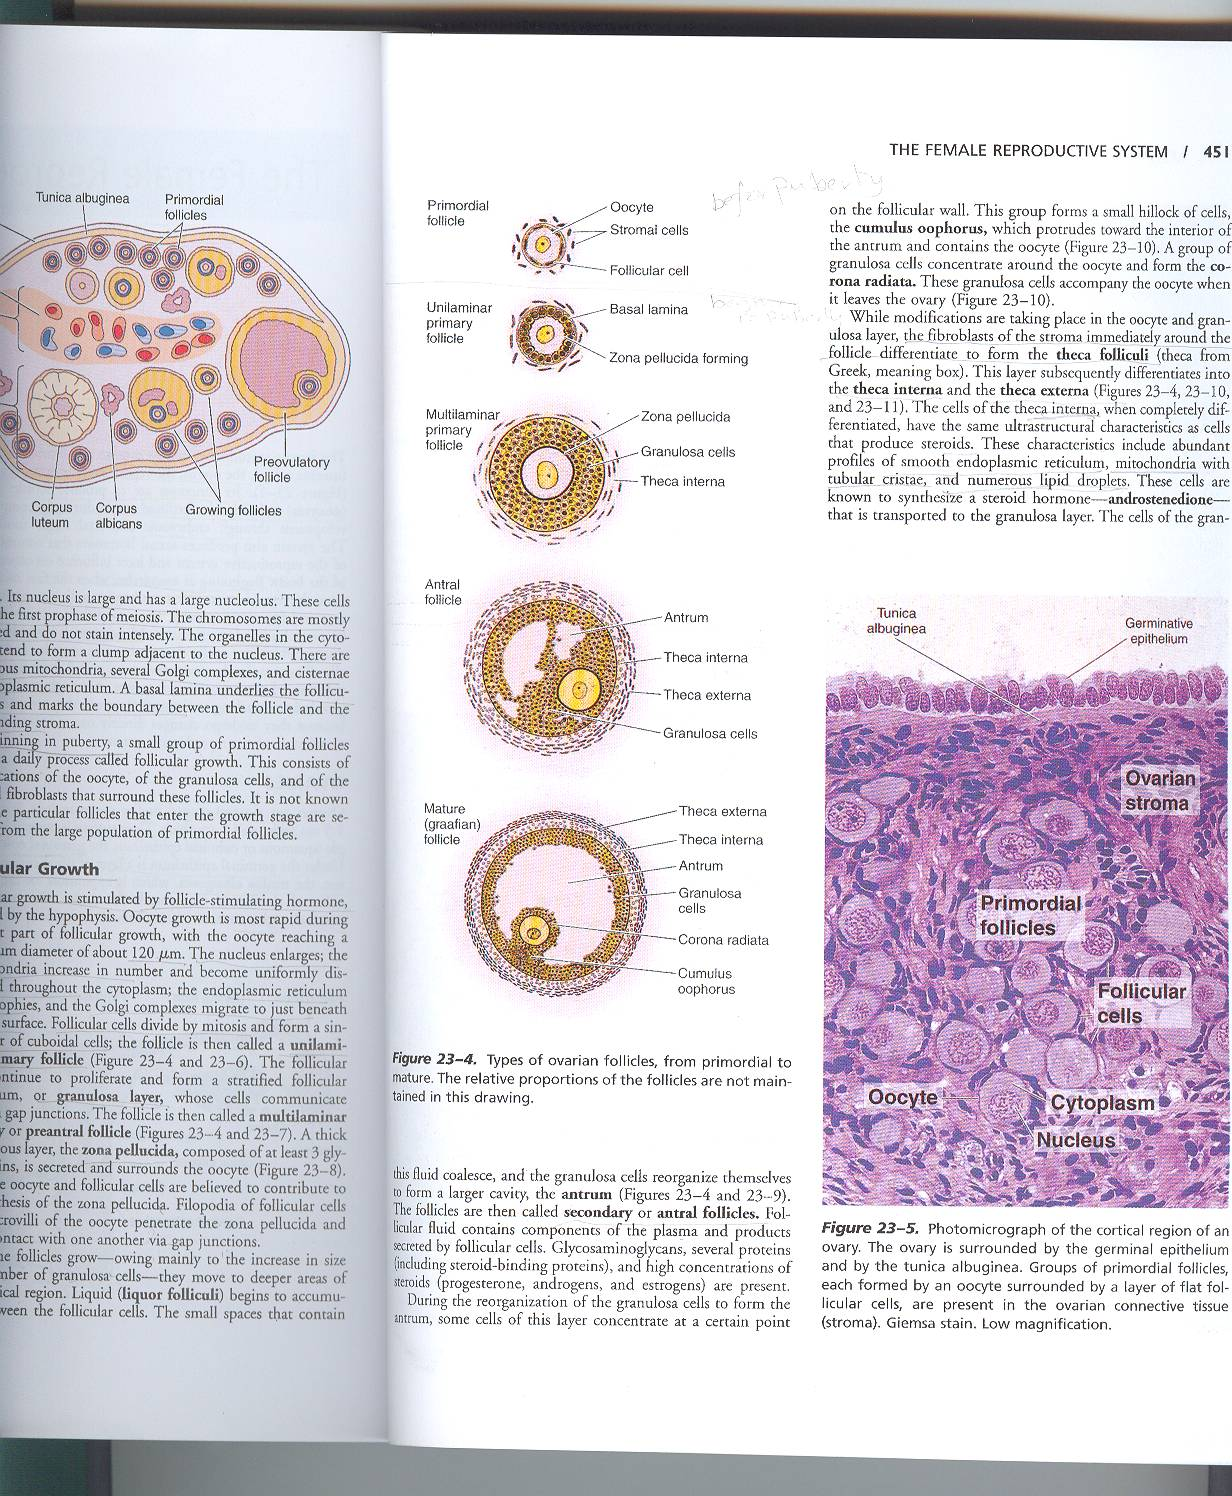 Tunica albuginea
Primordial
follicles
Preovulatory
follicle
Corpus
luteum
Corpus
albicans
Growing follicles
. Its nucleus is large and has a large nucleolus. These cells
first prophase of meiosis. The chromosomes are mostly
and do not stain intensely. The organelles in the cyto-
tend to form a clump adjacent to the nucleus. There are
mitochondria, several Golgi complexes, and cisternae
reticulum. A basal lamina underlies the follicu-
and marks the boundary between the follicle and the
stroma.
in puberty, a small group of primordial follicles
a daily process called follicular growth. This consists of
of the oocyte, of the granulosa cells, and of the
fibroblasts that surround these follicles. It is not known
particular follicles that enter the growth stage are se-
from the large population of primordial follicles.
ular Growth
growth is stimulated by follicle-stimulating hormone,
by the hypophysis. Oocyte growth is most rapid during
part of follicular growth, with the oocyte reaching a
diameter of about 120 μm. The nucleus enlarges; the
increase in number and become uniformly dis-
throughout the cytoplasm; the endoplasmic reticulum
and the Golgi complexes migrate to just beneath
surface. Follicular cells divide by mitosis and form a sin-
of cuboidal cells; the follicle is then called a unilami-
follicle (Figure 23–4 and 23–6). The follicular
continue to proliferate and form a stratified follicular
or granulosa layer, whose cells communicate
gap junctions. The follicle is then called a multilaminar
or preantral follicle (Figures 23–4 and 23–7). A thick
layer, the zona pellucida, composed of at least 3 gly-
is secreted and surrounds the oocyte (Figure 23–8).
oocyte and follicular cells are believed to contribute to
of the zona pellucida. Filopodia of follicular cells
of the oocyte penetrate the zona pellucida and
with one another via gap junctions.
follicles grow—owing mainly to the increase in size
of granulosa cells—they move to deeper areas of
region. Liquid (liquor folliculi) begins to accumu-
the follicular cells. The small spaces that contain
THE FEMALE REPRODUCTIVE SYSTEM / 451
puberty
Primordial
follicle
Oocyte
Stromal cells
Follicular cell
Unilaminar
primary
follicle
Basal lamina
Zona pellucida forming
Multilaminar
primary
follicle
Zona pellucida
Granulosa cells
Theca interna
Antral
follicle
Antrum
Theca interna
Theca externa
Granulosa cells
Mature
(graafian)
follicle
Theca externa
Theca interna
Antrum
Granulosa
cells
Corona radiata
Cumulus
oophorus
Figure 23–4. Types of ovarian follicles, from primordial to
mature. The relative proportions of the follicles are not main-
tained in this drawing.
this fluid coalesce, and the granulosa cells reorganize themselves
to form a larger cavity, the antrum (Figures 23–4 and 23–9).
The follicles are then called secondary or antral follicles. Fol-
licular fluid contains components of the plasma and products
secreted by follicular cells. Glycosaminoglycans, several proteins
(including steroid-binding proteins), and high concentrations of
steroids (progesterone, androgens, and estrogens) are present.
During the reorganization of the granulosa cells to form the
antrum, some cells of this layer concentrate at a certain point
on the follicular wall. This group forms a small hillock of cells,
the cumulus oophorus, which protrudes toward the interior of
the antrum and contains the oocyte (Figure 23–10). A group of
granulosa cells concentrate around the oocyte and form the co-
rona radiata. These granulosa cells accompany the oocyte when
it leaves the ovary (Figure 23–10).
While modifications are taking place in the oocyte and gran-
ulosa layer, the fibroblasts of the stroma immediately around the
follicle differentiate to form the theca folliculi (theca from
Greek, meaning box). This layer subsequently differentiates into
the theca interna and the theca externa (Figures 23–4, 23–10,
and 23–11). The cells of the theca interna, when completely dif-
ferentiated, have the same ultrastructural characteristics as cells
that produce steroids. These characteristics include abundant
profiles of smooth endoplasmic reticulum, mitochondria with
tubular cristae, and numerous lipid droplets. These cells are
known to synthesize a steroid hormone—androstenedione—
that is transported to the granulosa layer. The cells of the gran-
Tunica
albuginea
Germinative
epithelium
Ovarian
stroma
Primordial
follicles
Follicular
cells
Oocyte
Cytoplasm
Nucleus
Figure 23–5. Photomicrograph of the cortical region of an
ovary. The ovary is surrounded by the germinal epithelium
and by the tunica albuginea. Groups of primordial follicles,
each formed by an oocyte surrounded by a layer of flat fol-
licular cells, are present in the ovarian connective tissue
(stroma). Giemsa stain. Low magnification.